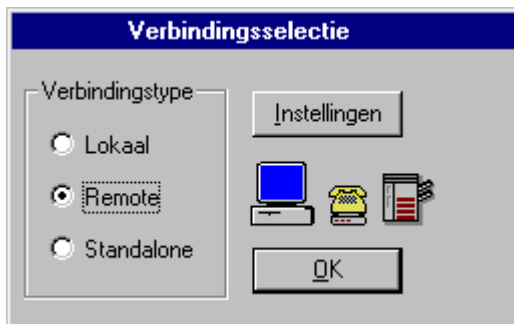 Verbindingsselectie
Verbindingstype
Lokaal
Remote
Standalone
Instellingen
OK